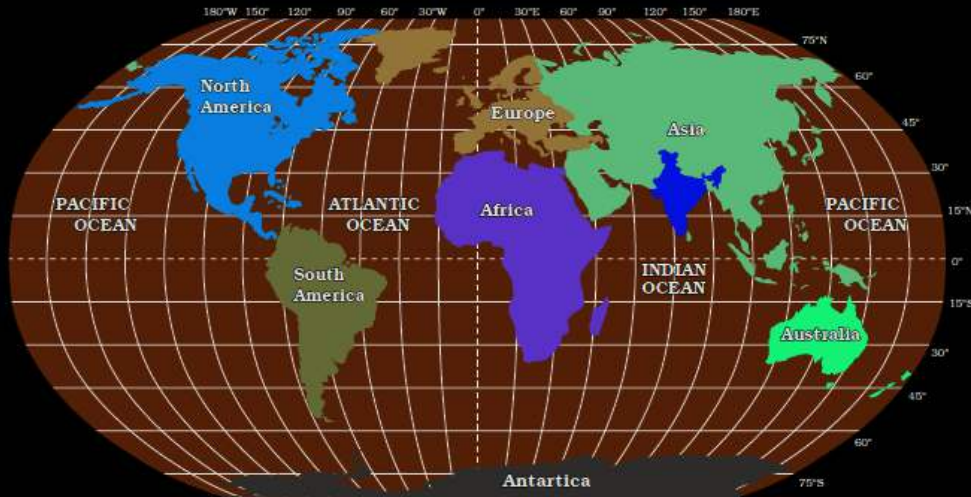 180°W 150° 120° 90° 60° 30°W 0° 30°E 60° 90° 120° 150° 180°E
75°N
60°
North
America
Europe
45°
Asia
30°
PACIFIC
OCEAN
ATLANTIC
OCEAN
Africa
PACIFIC
OCEAN
15°N
0°
South
America
INDIAN
OCEAN
15°S
Australia
30°
45°
60°
Antartica
75°S